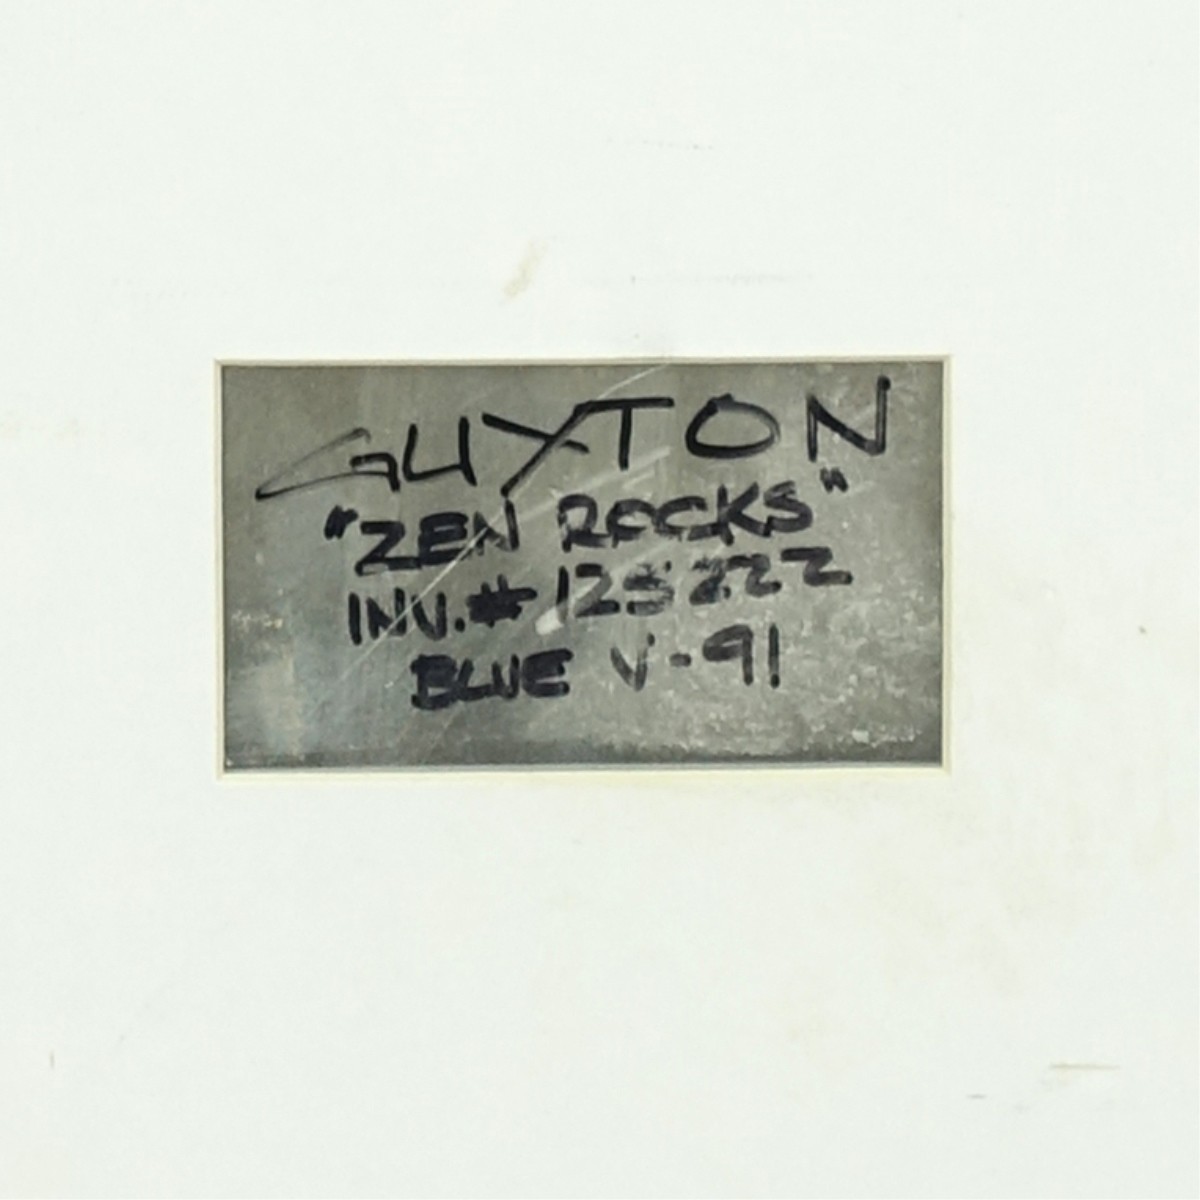 GUYTON
"ZEN ROCKS"
INV.# 125222
BLUE V-91